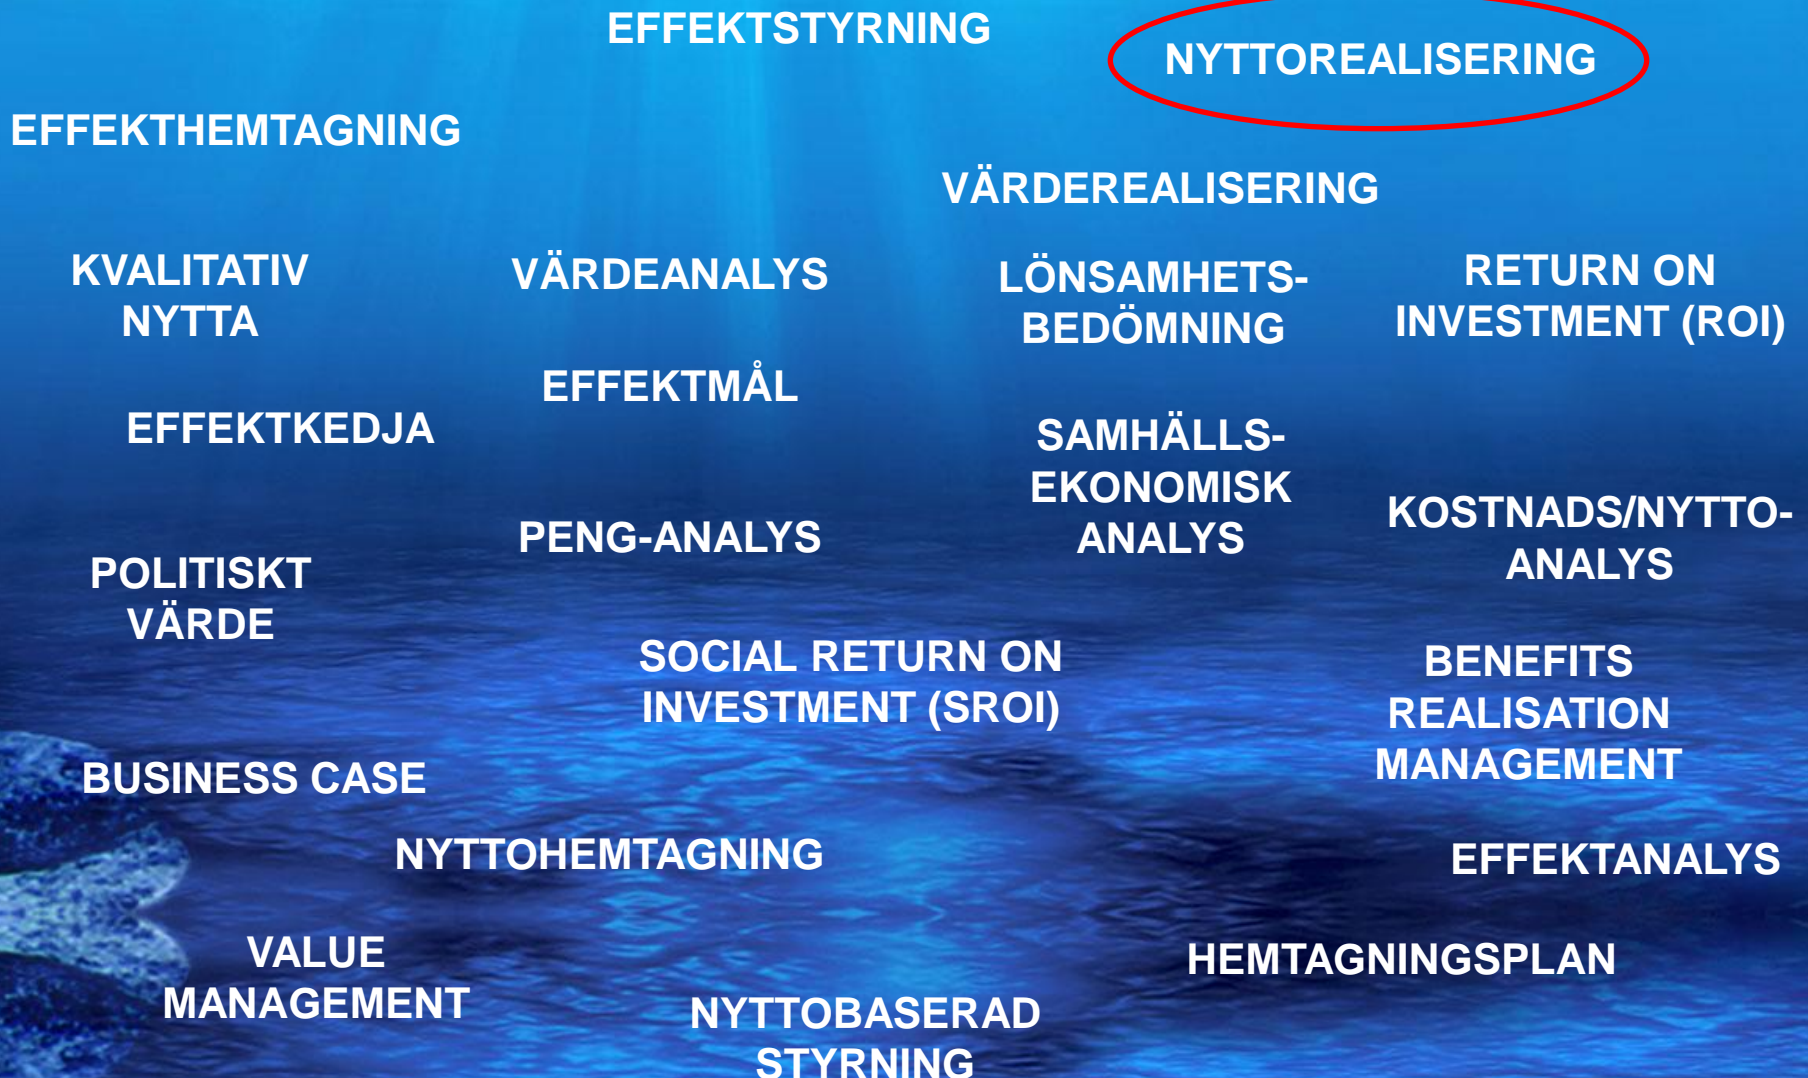 EFFEKTSTYRNING
NYTTOREALISERING
EFFEKTHEMTAGNING
VÄRDEREALISERING
KVALITATIV
NYTTA
VÄRDEANALYS
LÖNSAMHETS-
BEDÖMNING
RETURN ON
INVESTMENT (ROI)
EFFEKTMÅL
EFFEKTKEDJA
SAMHÄLLS-
EKONOMISK
ANALYS
KOSTNADS/NYTTO-
ANALYS
PENG-ANALYS
POLITISKT
VÄRDE
SOCIAL RETURN ON
INVESTMENT (SROI)
BENEFITS
REALISATION
MANAGEMENT
BUSINESS CASE
NYTTOHEMTAGNING
EFFEKTANALYS
VALUE
MANAGEMENT
HEMTAGNINGSPLAN
NYTTOBASERAD
STYRNING